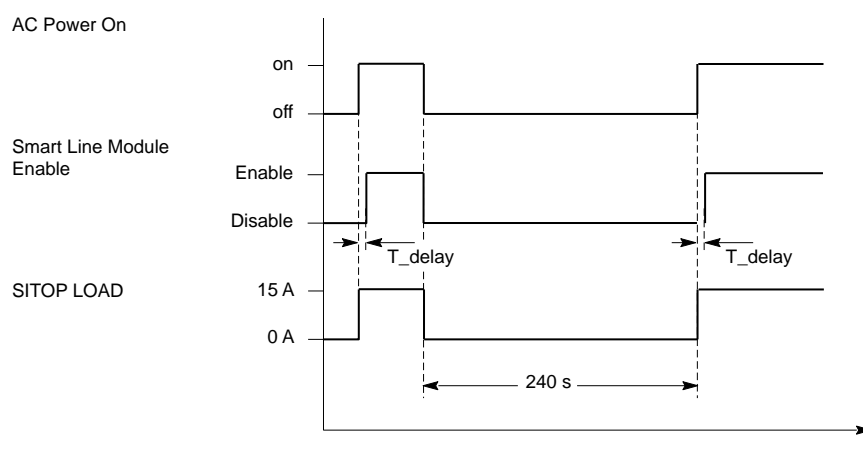 AC Power On
on
off
Smart Line Module
Enable
Enable
Disable
T_delay
T_delay
SITOP LOAD
15 A
0 A
240 s